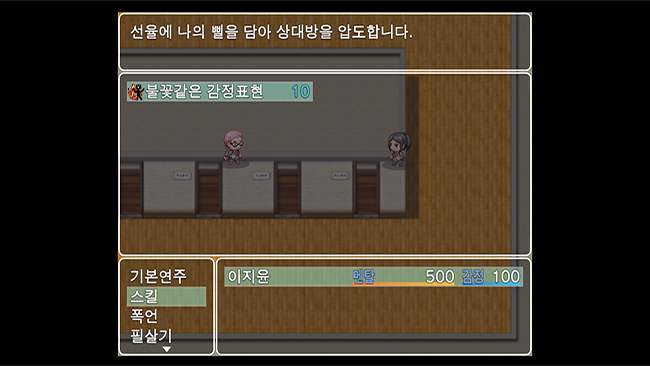 선율에 나의 삘을 담아 상대방을 압도합니다.
불꽃같은 감정표현 10
기본연주
스킬
폭언
필살기
이지윤 멘탈 500 감정 100